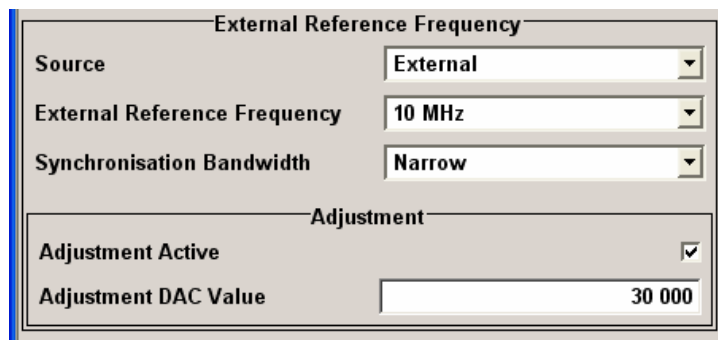 External Reference Frequency
Source External
External Reference Frequency 10 MHz
Synchronisation Bandwidth Narrow
Adjustment
Adjustment Active
Adjustment DAC Value 30 000